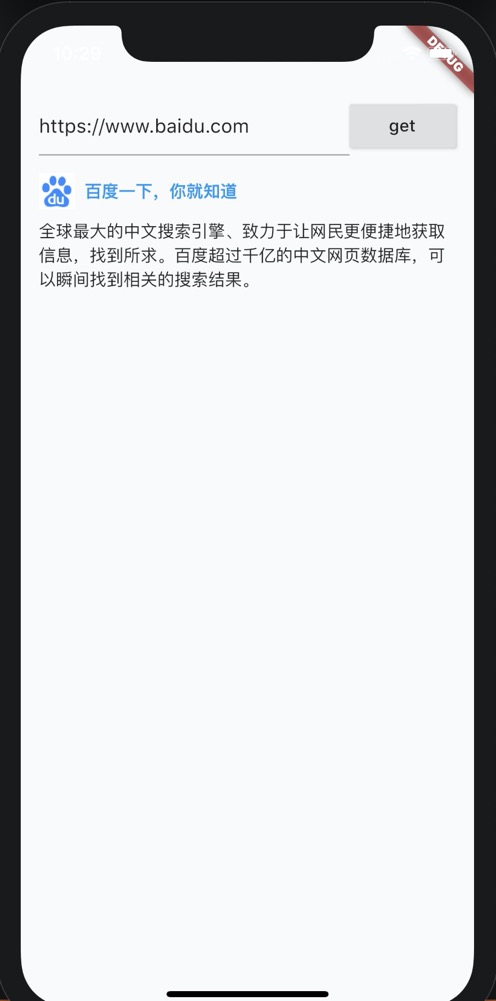 10:29
DEBUG
https://www.baidu.com
get
du
百度一下，你就知道
全球最大的中文搜索引擎、致力于让网民更便捷地获取
信息，找到所求。百度超过千亿的中文网页数据库，可
以瞬间找到相关的搜索结果。